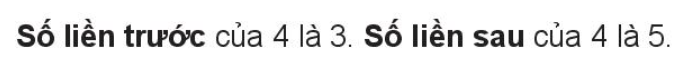 Số liền trước của 4 là 3. Số liền sau của 4 là 5.